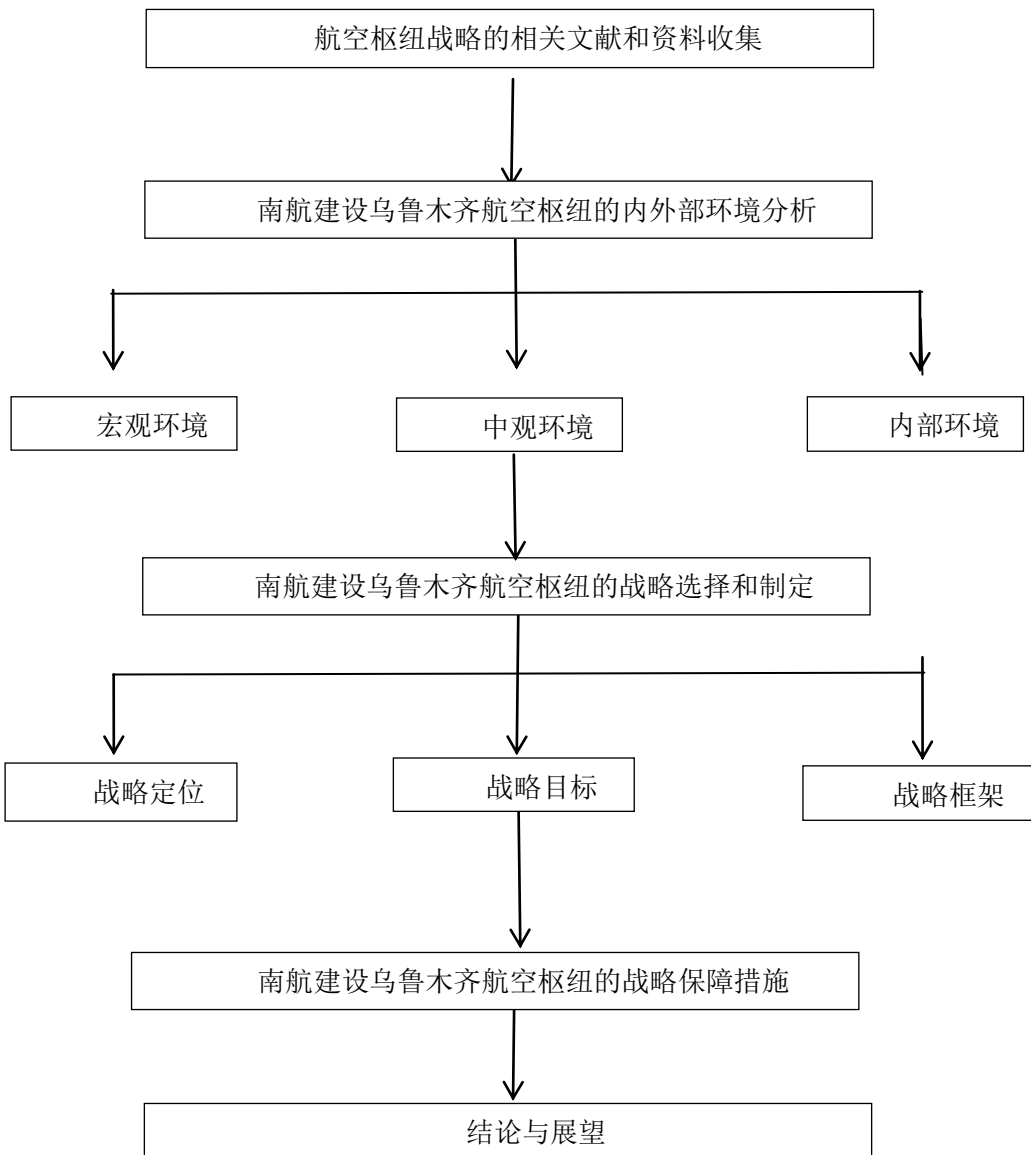 航空枢纽战略的相关文献和资料收集
南航建设乌鲁木齐航空枢纽的内外部环境分析
宏观环境
中观环境
内部环境
南航建设乌鲁木齐航空枢纽的战略选择和制定
战略定位
战略目标
战略框架
南航建设乌鲁木齐航空枢纽的战略保障措施
结论与展望